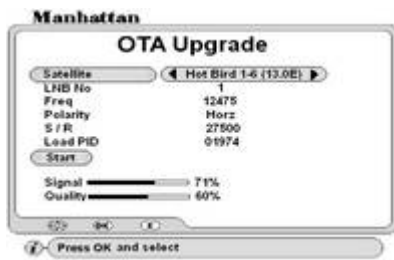 Manhattan
OTA Upgrade
Satellite Hot Bird 1-6 (13.0E)
LNB No 1
Freq 12475
Polarity Horz
S / R 27500
Load PID 01974
Start
Signal 71%
Quality 60%
Press OK and select